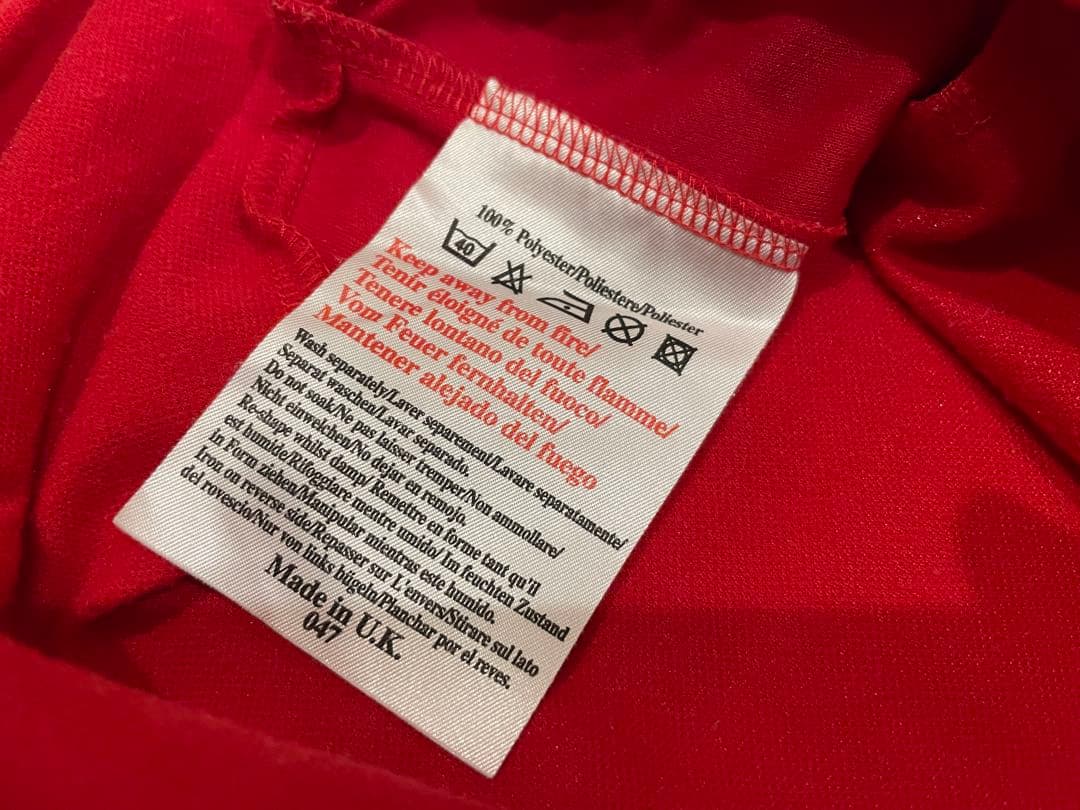 100% Polyester/Poliestere/Poliester
40
Keep away from fire/
Tenir éloigné de toute flamme/
Tenere lontano del fuoco/
Vom Feuer fernhalten/
Mantener alejado del fuego
Wash separately/Laver separement/Lavare separatamente/
Separat waschen/Lavar separado.
Do not soak/Ne pas laisser tremper/Non ammollare/
Nicht einweichen/No dejar en remojo.
Re-shape whilst damp/ Remettre en forme tant qu'il
est humide/Rifoggiare mentre umido/ Im feuchten Zustand
in Form ziehen/Manipular mientras este humido.
Iron on reverse side/Repasser sur L'envers/Stirare sul lato
del rovescio/Nur von links bügeln/Planchar por el reves.
Made in U.K.
047